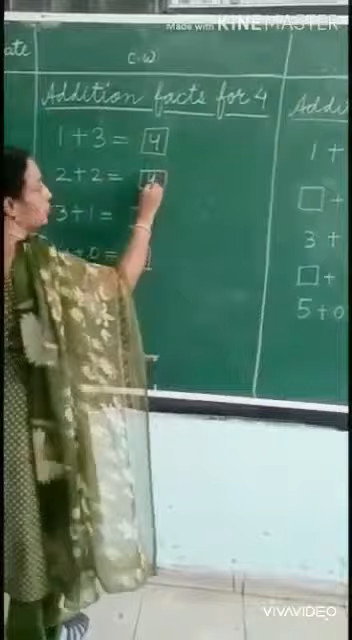 Made with KINEMASTER
ate
C.W
Addition facts for 4
1 + 3 = 4
2 + 2 = 4
3 + 1 =
+ 0 =
Addi
1 +
□ +
3 +
□ +
5 + 0
VIVAVIDEO